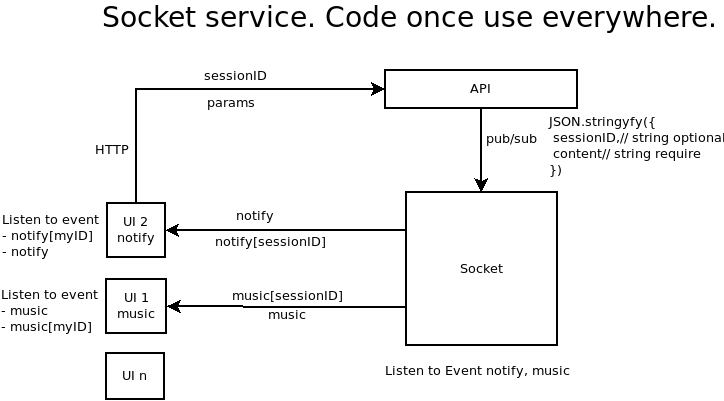 Socket service. Code once use everywhere.
sessionID
params
API
HTTP
pub/sub
JSON.stringyfy({
sessionID,// string optional
content// string require
})
Listen to event
- notify[myID]
- notify
UI 2
notify
notify
notify[sessionID]
Socket
Listen to event
- music
- music[myID]
UI 1
music
music[sessionID]
music
UI n
Listen to Event notify, music